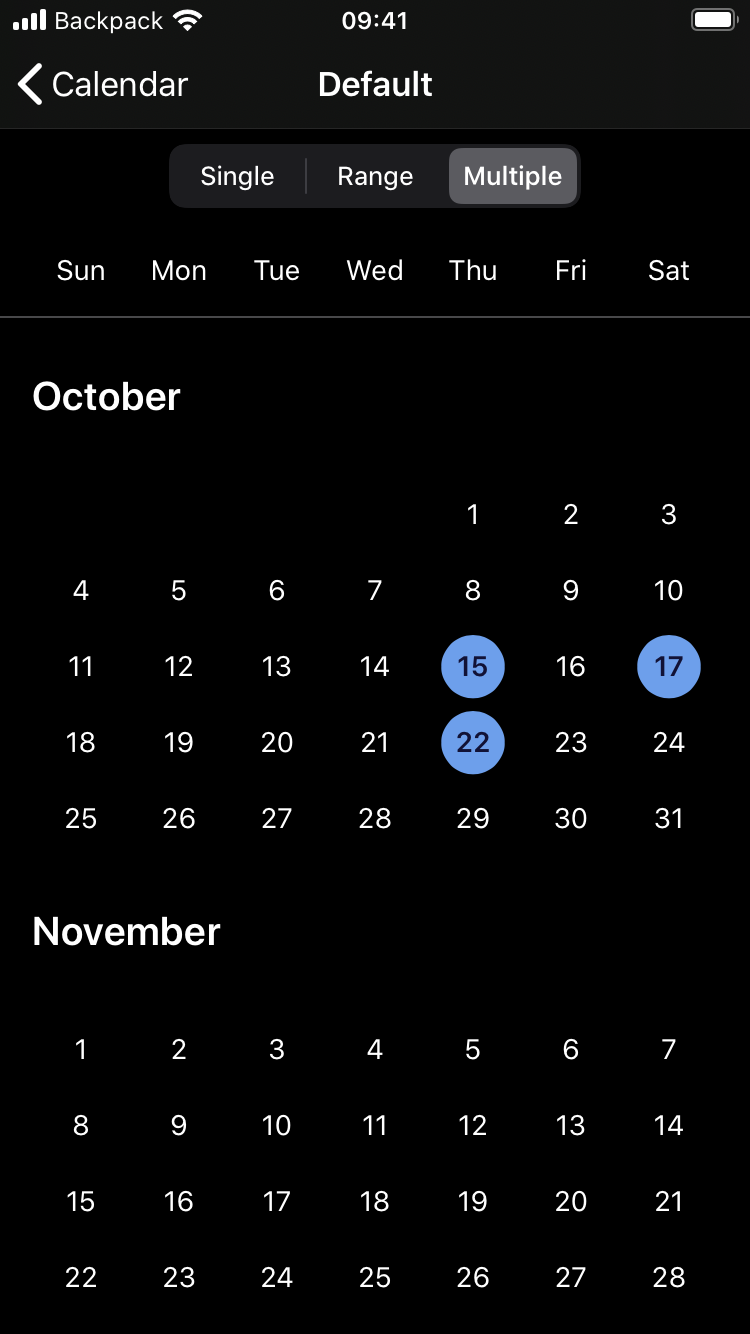 Backpack 09:41
Calendar Default
Single Range Multiple
Sun Mon Tue Wed Thu Fri Sat
October
1 2 3
4 5 6 7 8 9 10
11 12 13 14 15 16 17
18 19 20 21 22 23 24
25 26 27 28 29 30 31
November
1 2 3 4 5 6 7
8 9 10 11 12 13 14
15 16 17 18 19 20 21
22 23 24 25 26 27 28